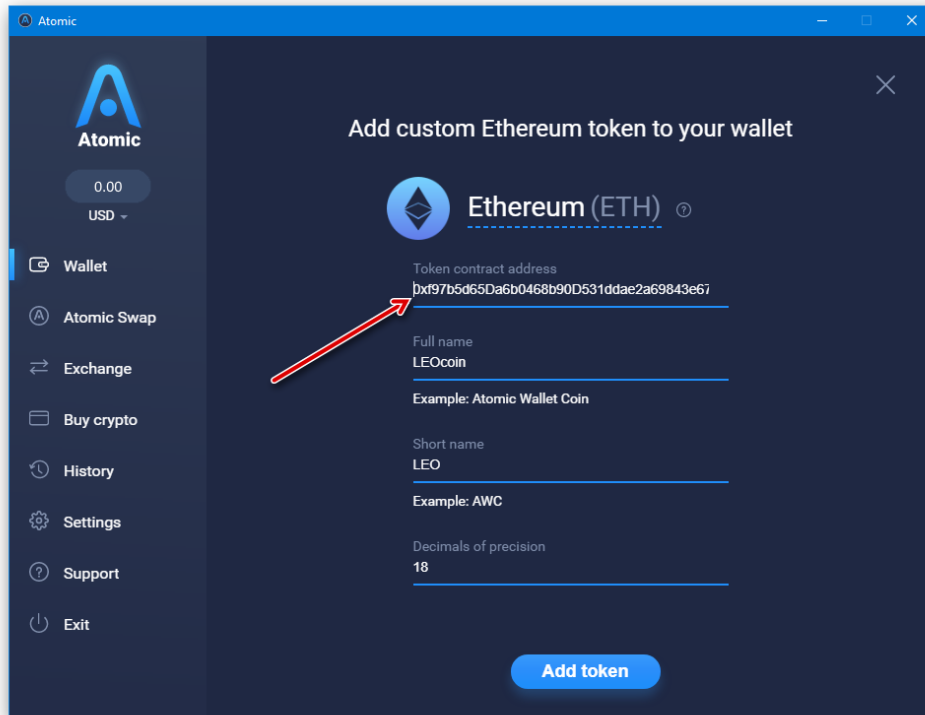 Atomic
Atomic
0.00
USD
Wallet
Atomic Swap
Exchange
Buy crypto
History
Settings
Support
Exit
Add custom Ethereum token to your wallet
Ethereum (ETH) ?
Token contract address
0xf97b5d65Da6b0468b90D531ddae2a69843e67
Full name
LEOcoin
Example: Atomic Wallet Coin
Short name
LEO
Example: AWC
Decimals of precision
18
Add token